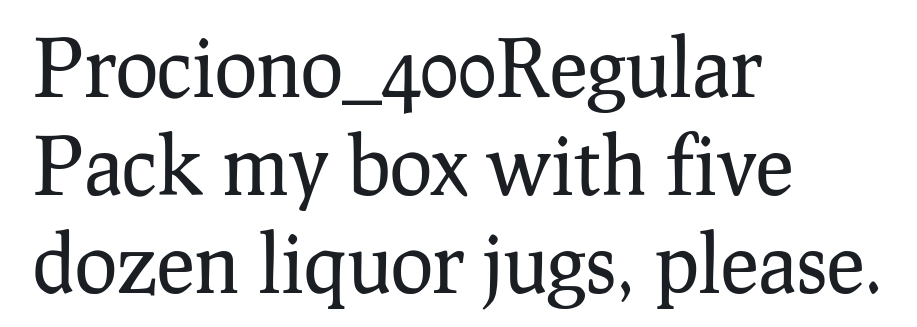 Prociono_400Regular
Pack my box with five
dozen liquor jugs, please.